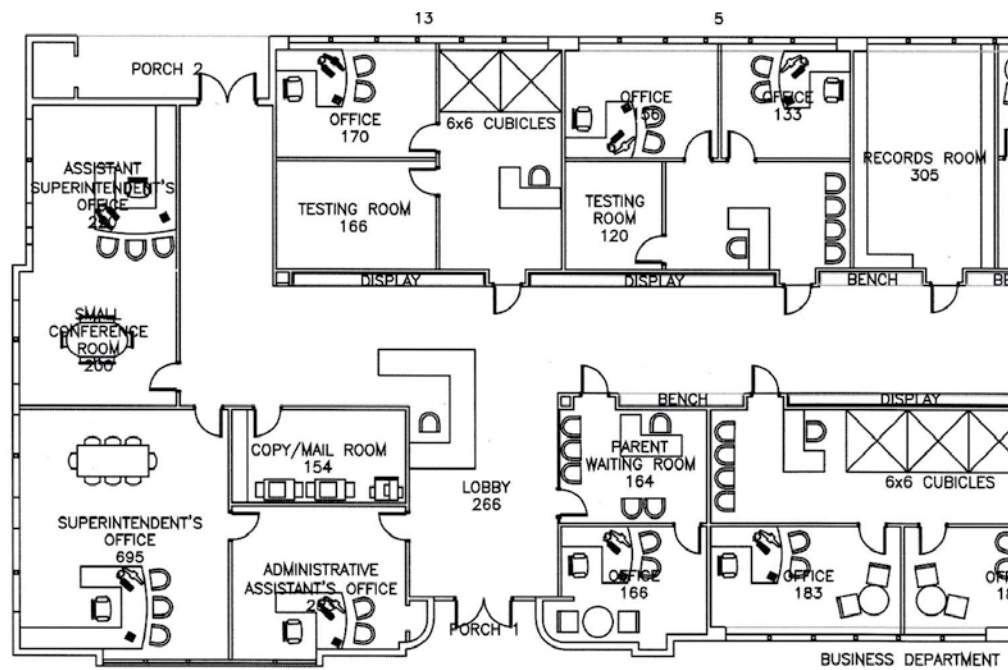 13
5
PORCH 2
OFFICE
170
6x6 CUBICLES
OFFICE
OFFICE
133
RECORDS ROOM
305
ASSISTANT
SUPERINTENDENT'S
OFFICE
TESTING ROOM
166
TESTING
ROOM
120
DISPLAY
DISPLAY
BENCH
SMALL
CONFERENCE
ROOM
200
BENCH
DISPLAY
COPY/MAIL ROOM
154
PARENT
WAITING ROOM
164
LOBBY
266
6x6 CUBICLES
SUPERINTENDENT'S
OFFICE
695
ADMINISTRATIVE
ASSISTANT'S OFFICE
OFFICE
166
OFFICE
183
PORCH 1
BUSINESS DEPARTMENT